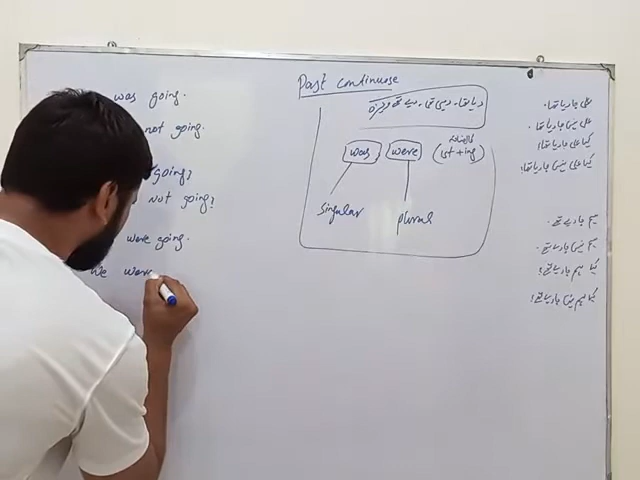 Past continuose
was going.
not going.
going?
not going?
were going.
We were
رہا تھا۔ رہی تھی۔ رہے تھے وغیرہ
was were (1st + ing)
singular plural
علی جا رہا تھا۔
علی نہیں جا رہا تھا۔
کیا علی جا رہا تھا؟
کیا علی نہیں جا رہا تھا؟
ہم جا رہے تھے۔
ہم نہیں جا رہے تھے۔
کیا ہم جا رہے تھے؟
کیا ہم نہیں جا رہے تھے؟